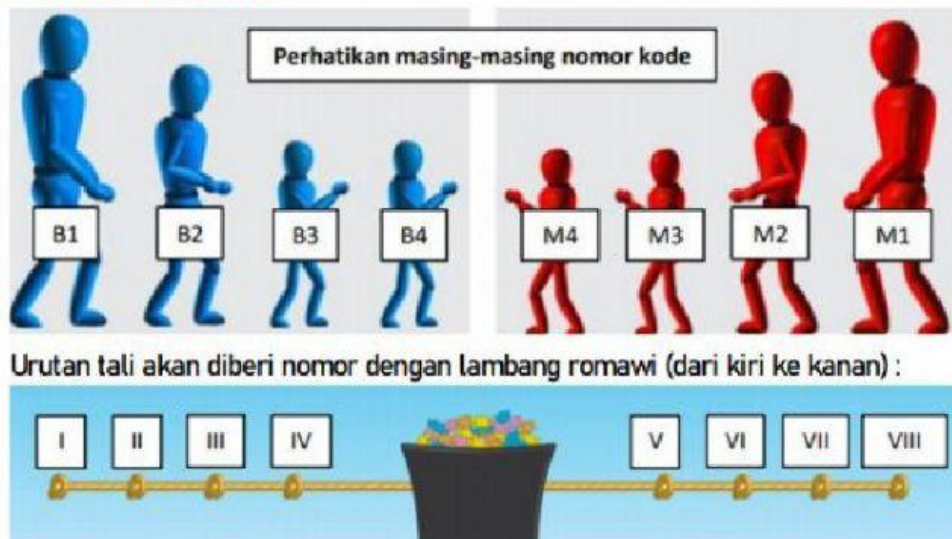 Perhatikan masing-masing nomor kode
B1 B2 B3 B4 M4 M3 M2 M1
Urutan tali akan diberi nomor dengan lambang romawi (dari kiri ke kanan) :
I II III IV V VI VII VIII